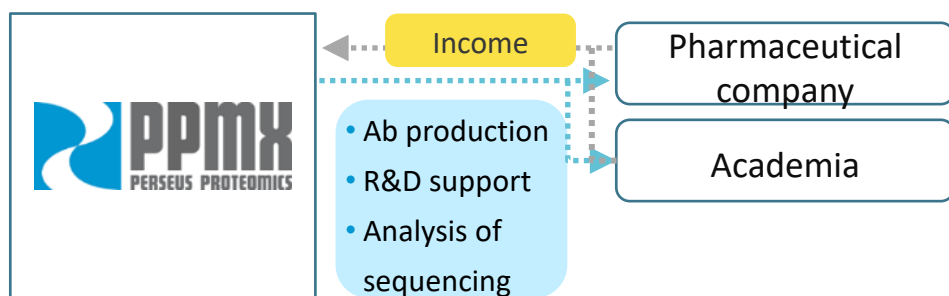 Income
Pharmaceutical
company
PPMX
PERSEUS PROTEOMICS
• Ab production
• R&D support
• Analysis of
sequencing
Academia